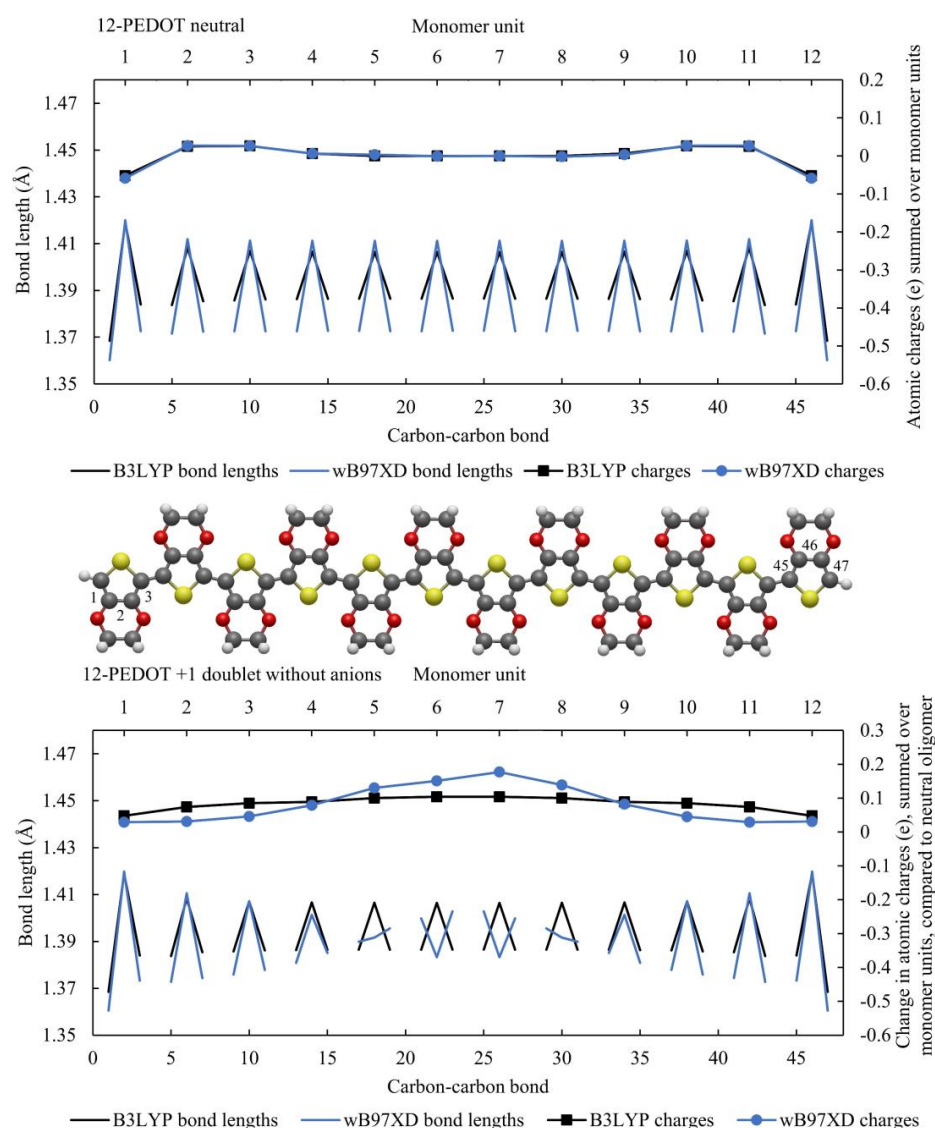 12-PEDOT neutral Monomer unit
1 2 3 4 5 6 7 8 9 10 11 12
1.47
1.45
1.43
1.41
1.39
1.37
1.35
Bond length (Å)
0.2
0.1
0
-0.1
-0.2
-0.3
-0.4
-0.5
-0.6
Atomic charges (e) summed over monomer units
0 5 10 15 20 25 30 35 40 45
Carbon-carbon bond
B3LYP bond lengths wB97XD bond lengths B3LYP charges wB97XD charges
1 2 3
45 46 47
12-PEDOT +1 doublet without anions Monomer unit
1 2 3 4 5 6 7 8 9 10 11 12
1.47
1.45
1.43
1.41
1.39
1.37
1.35
Bond length (Å)
0.3
0.2
0.1
0
-0.1
-0.2
-0.3
-0.4
-0.5
-0.6
Change in atomic charges (e), summed over
monomer units, compared to neutral oligomer
0 5 10 15 20 25 30 35 40 45
Carbon-carbon bond
B3LYP bond lengths wB97XD bond lengths B3LYP charges wB97XD charges